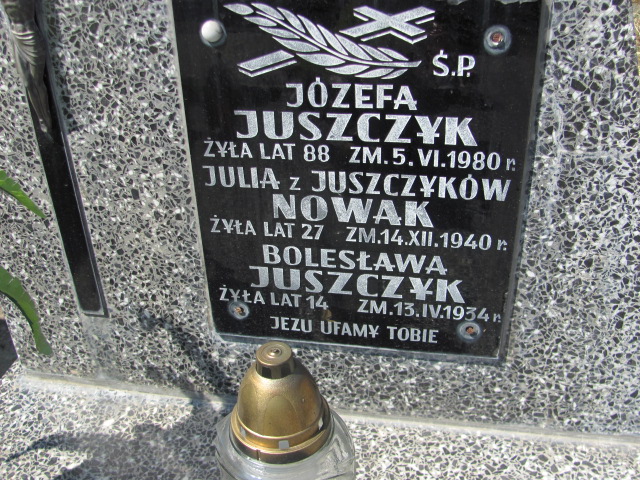 Ś.P.
JÓZEFA
JUSZCZYK
ŻYŁA LAT 88 ZM. 5. VI. 1980 r.
JULIA z JUSZCZYKÓW
NOWAK
ŻYŁA LAT 27 ZM. 14. XII. 1940 r.
BOLESŁAWA
JUSZCZYK
ŻYŁA LAT 14 ZM. 13. IV. 1934 r.
JEZU UFAMY TOBIE